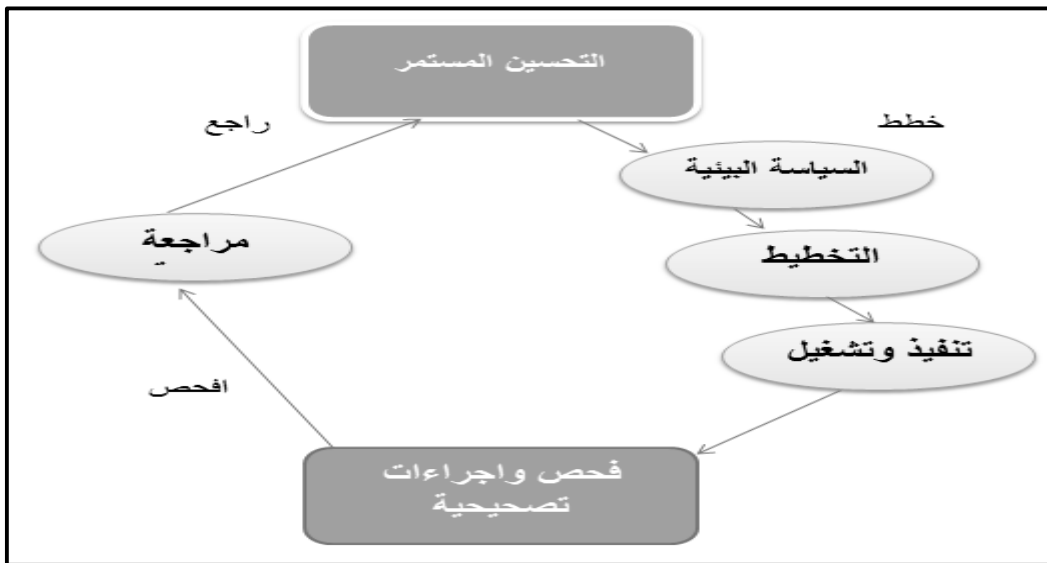 التحسين المستمر
خطط
راجع
السياسة البيئية
التخطيط
مراجعة
تنفيذ وتشغيل
افحص
فحص واجراءات
تصحيحية